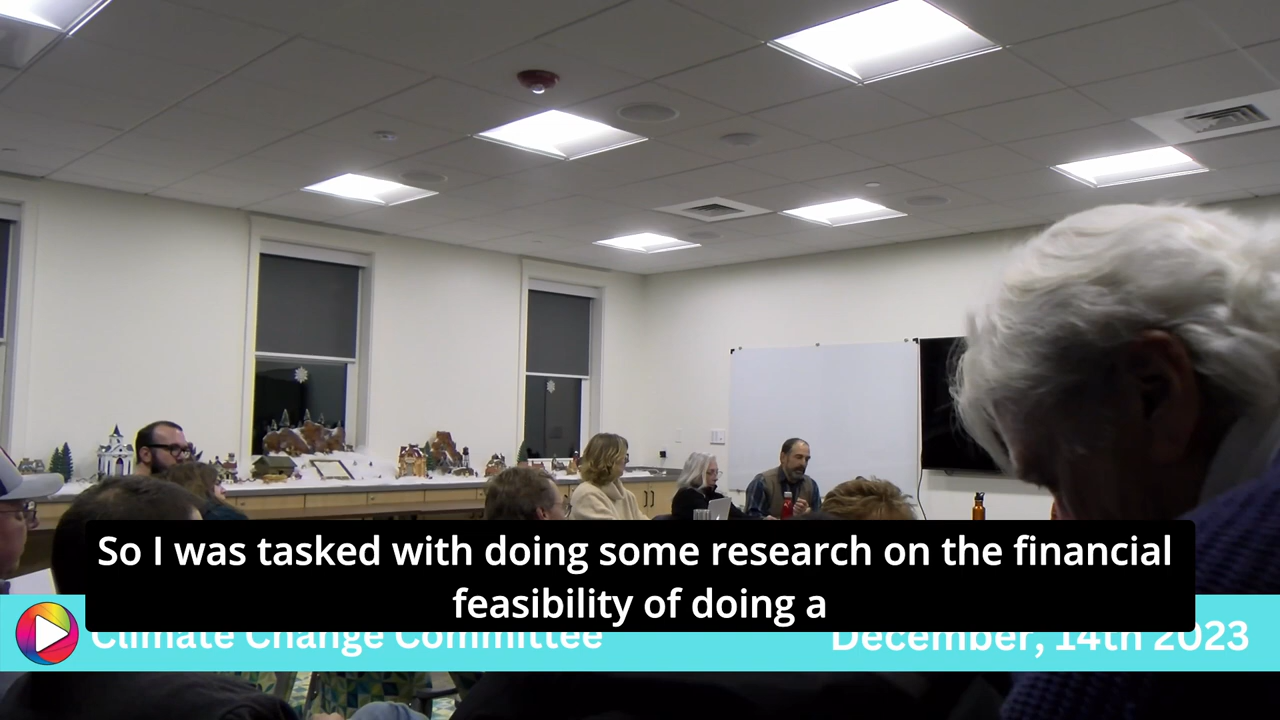 So I was tasked with doing some research on the financial
feasibility of doing a
Climate Change Committee
December, 14th 2023